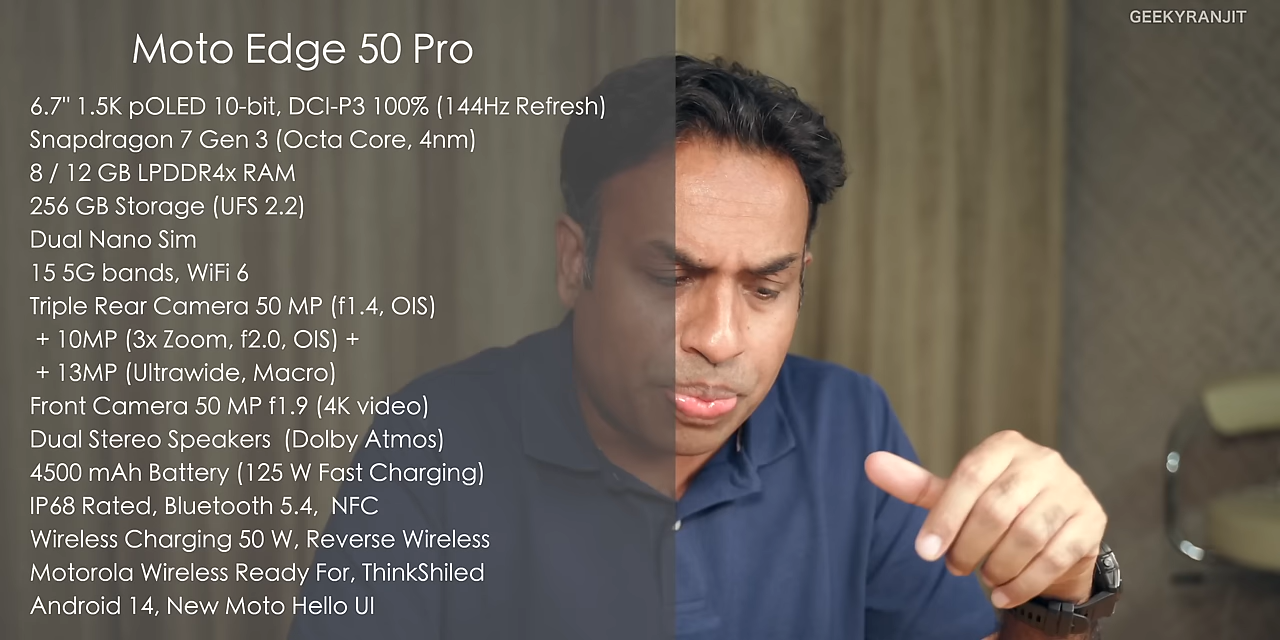 GEEKYRANJIT
Moto Edge 50 Pro
6.7" 1.5K pOLED 10-bit, DCI-P3 100% (144Hz Refresh)
Snapdragon 7 Gen 3 (Octa Core, 4nm)
8 / 12 GB LPDDR4x RAM
256 GB Storage (UFS 2.2)
Dual Nano Sim
15 5G bands, WiFi 6
Triple Rear Camera 50 MP (f1.4, OIS)
+ 10MP (3x Zoom, f2.0, OIS) +
+ 13MP (Ultrawide, Macro)
Front Camera 50 MP f1.9 (4K video)
Dual Stereo Speakers (Dolby Atmos)
4500 mAh Battery (125 W Fast Charging)
IP68 Rated, Bluetooth 5.4, NFC
Wireless Charging 50 W, Reverse Wireless
Motorola Wireless Ready For, ThinkShiled
Android 14, New Moto Hello UI